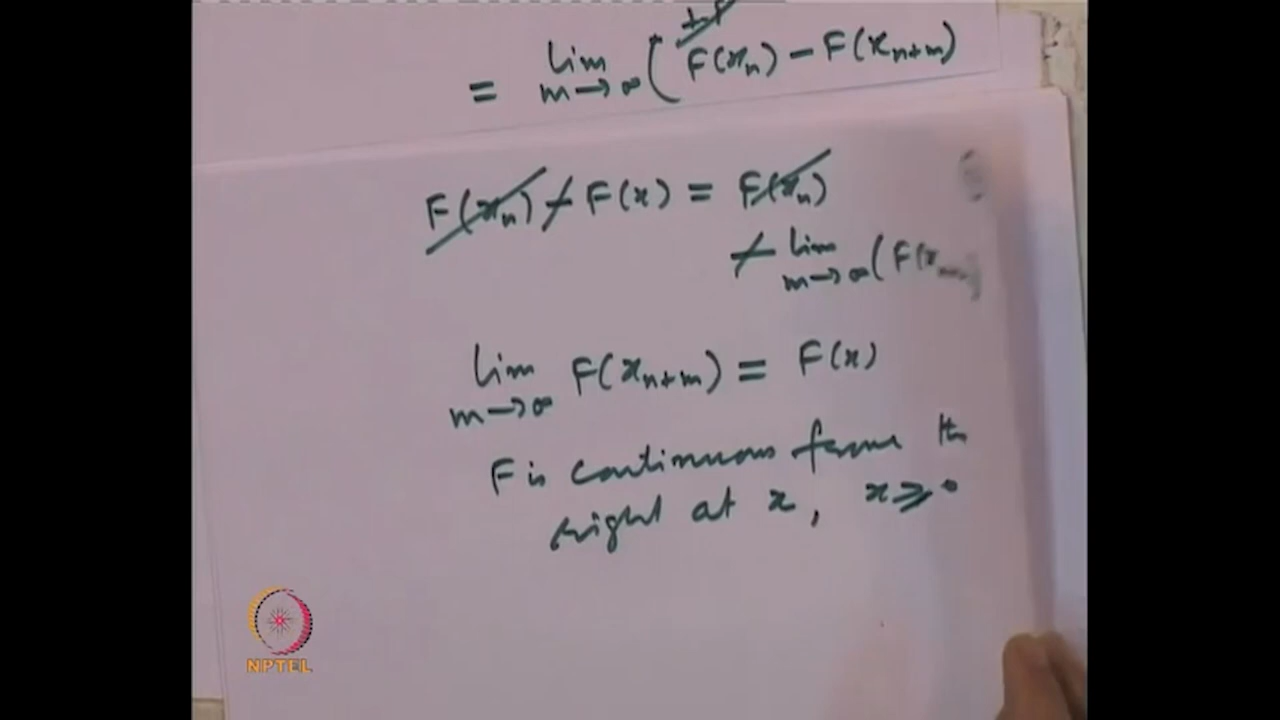 = lim m→∞ ( F(xₙ) − F(xₙ₊ₘ)
F(xₙ) − F(x) = F(xₙ)
− lim m→∞ (F(x
lim m→∞ F(xₙ₊ₘ) = F(x)
F is continuous from the
right at x, x ≥ 0
NPTEL